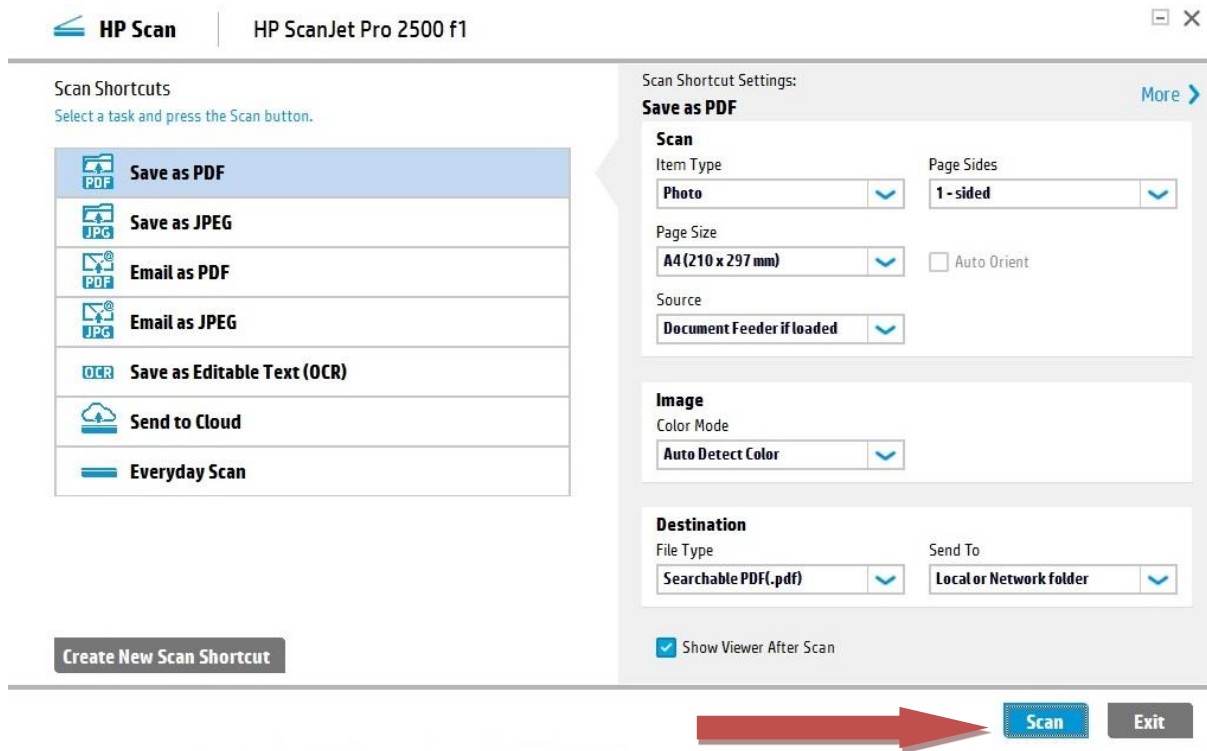 HP Scan
HP ScanJet Pro 2500 f1
Scan Shortcuts
Select a task and press the Scan button.
PDF
Save as PDF
JPG
Save as JPEG
PDF
Email as PDF
JPG
Email as JPEG
OCR
Save as Editable Text (OCR)
Send to Cloud
Everyday Scan
Create New Scan Shortcut
Scan Shortcut Settings:
More
Save as PDF
Scan
Item Type
Page Sides
Photo
1 - sided
Page Size
A4 (210 x 297 mm)
Auto Orient
Source
Document Feeder if loaded
Image
Color Mode
Auto Detect Color
Destination
File Type
Send To
Searchable PDF(.pdf)
Local or Network folder
Show Viewer After Scan
Scan
Exit